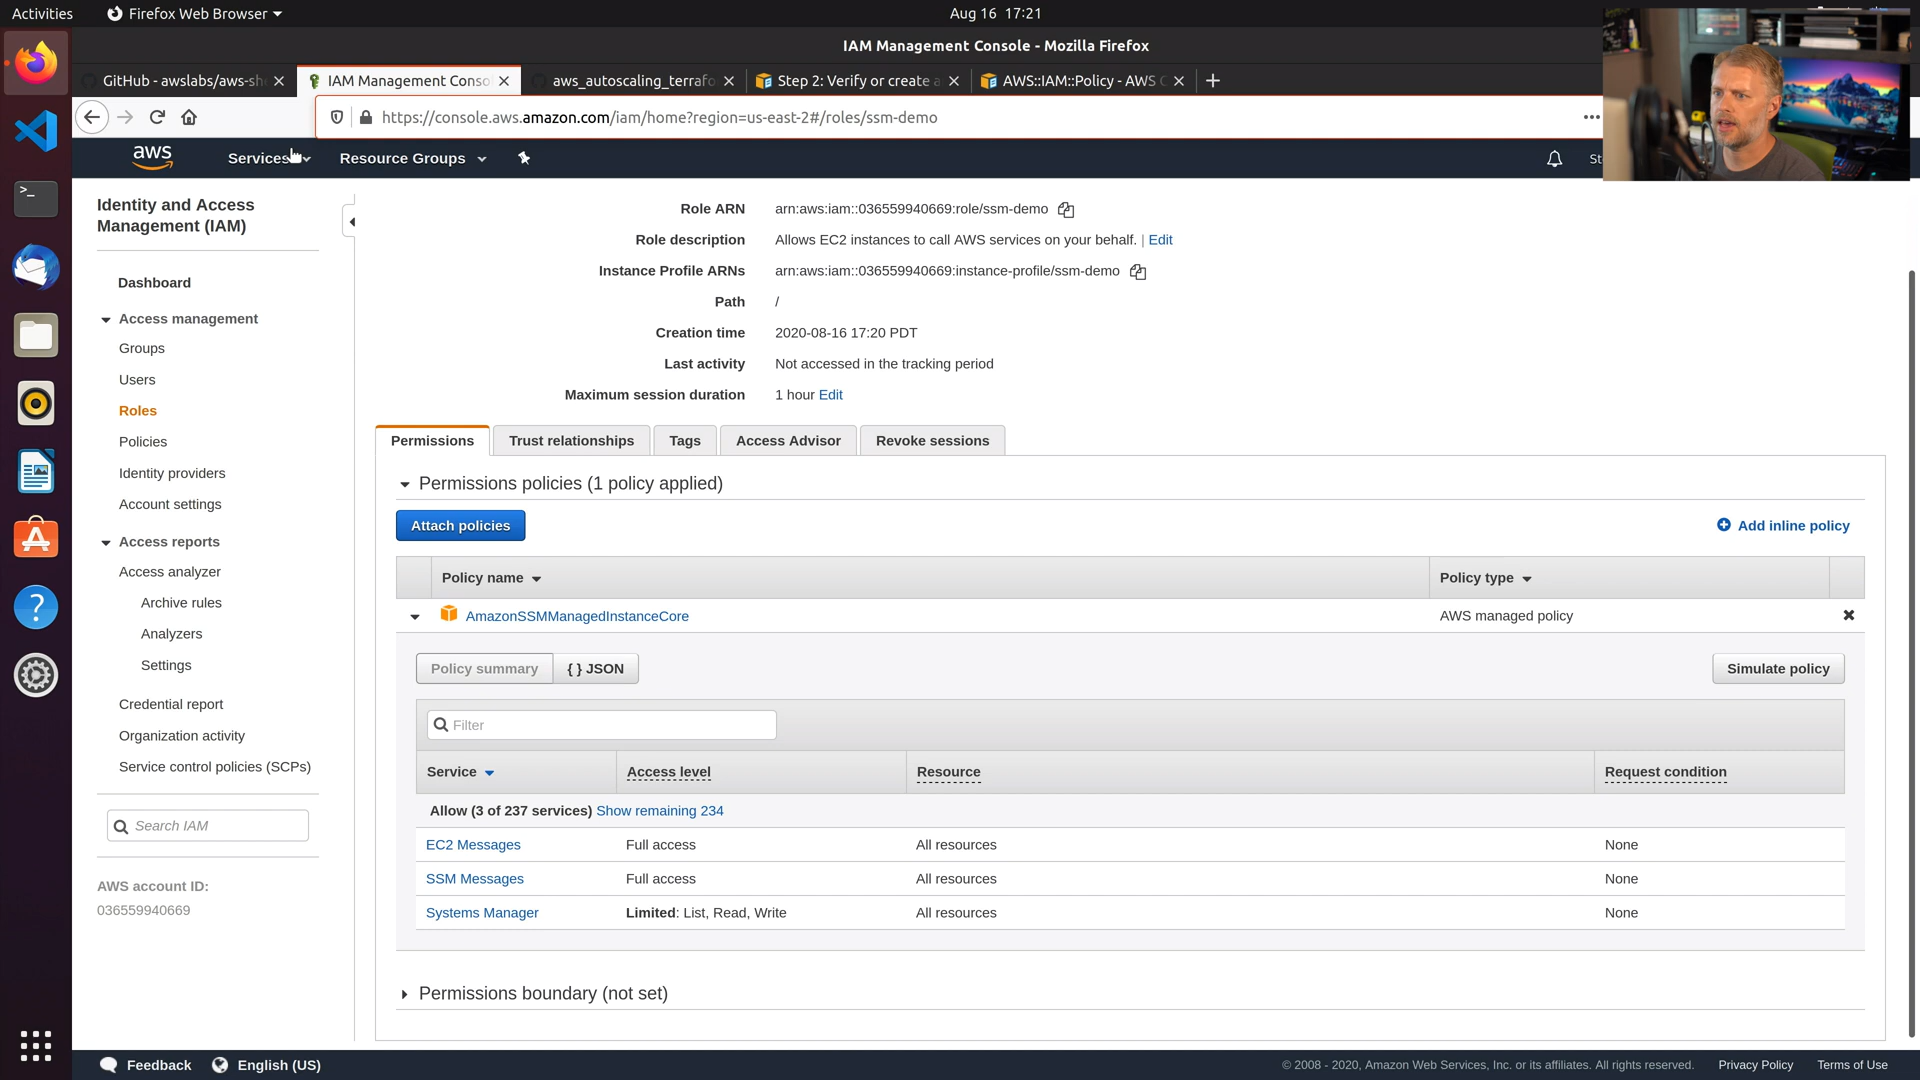 Activities
Firefox Web Browser
Aug 16 17:21
IAM Management Console - Mozilla Firefox
GitHub - awslabs/aws-sh
IAM Management Conso
aws_autoscaling_terrafo
Step 2: Verify or create a
AWS::IAM::Policy - AWS C
https://console.aws.amazon.com/iam/home?region=us-east-2#/roles/ssm-demo
aws
Services
Resource Groups
St
Identity and Access
Management (IAM)
Dashboard
Access management
Groups
Users
Roles
Policies
Identity providers
Account settings
Access reports
Access analyzer
Archive rules
Analyzers
Settings
Credential report
Organization activity
Service control policies (SCPs)
Search IAM
AWS account ID:
036559940669
Role ARN
arn:aws:iam::036559940669:role/ssm-demo
Role description
Allows EC2 instances to call AWS services on your behalf. | Edit
Instance Profile ARNs
arn:aws:iam::036559940669:instance-profile/ssm-demo
Path
/
Creation time
2020-08-16 17:20 PDT
Last activity
Not accessed in the tracking period
Maximum session duration
1 hour Edit
Permissions
Trust relationships
Tags
Access Advisor
Revoke sessions
Permissions policies (1 policy applied)
Attach policies
Add inline policy
Policy name
Policy type
AmazonSSMManagedInstanceCore
AWS managed policy
Policy summary
{ } JSON
Simulate policy
Filter
Service
Access level
Resource
Request condition
Allow (3 of 237 services) Show remaining 234
EC2 Messages
Full access
All resources
None
SSM Messages
Full access
All resources
None
Systems Manager
Limited: List, Read, Write
All resources
None
Permissions boundary (not set)
Feedback
English (US)
© 2008 - 2020, Amazon Web Services, Inc. or its affiliates. All rights reserved.
Privacy Policy
Terms of Use